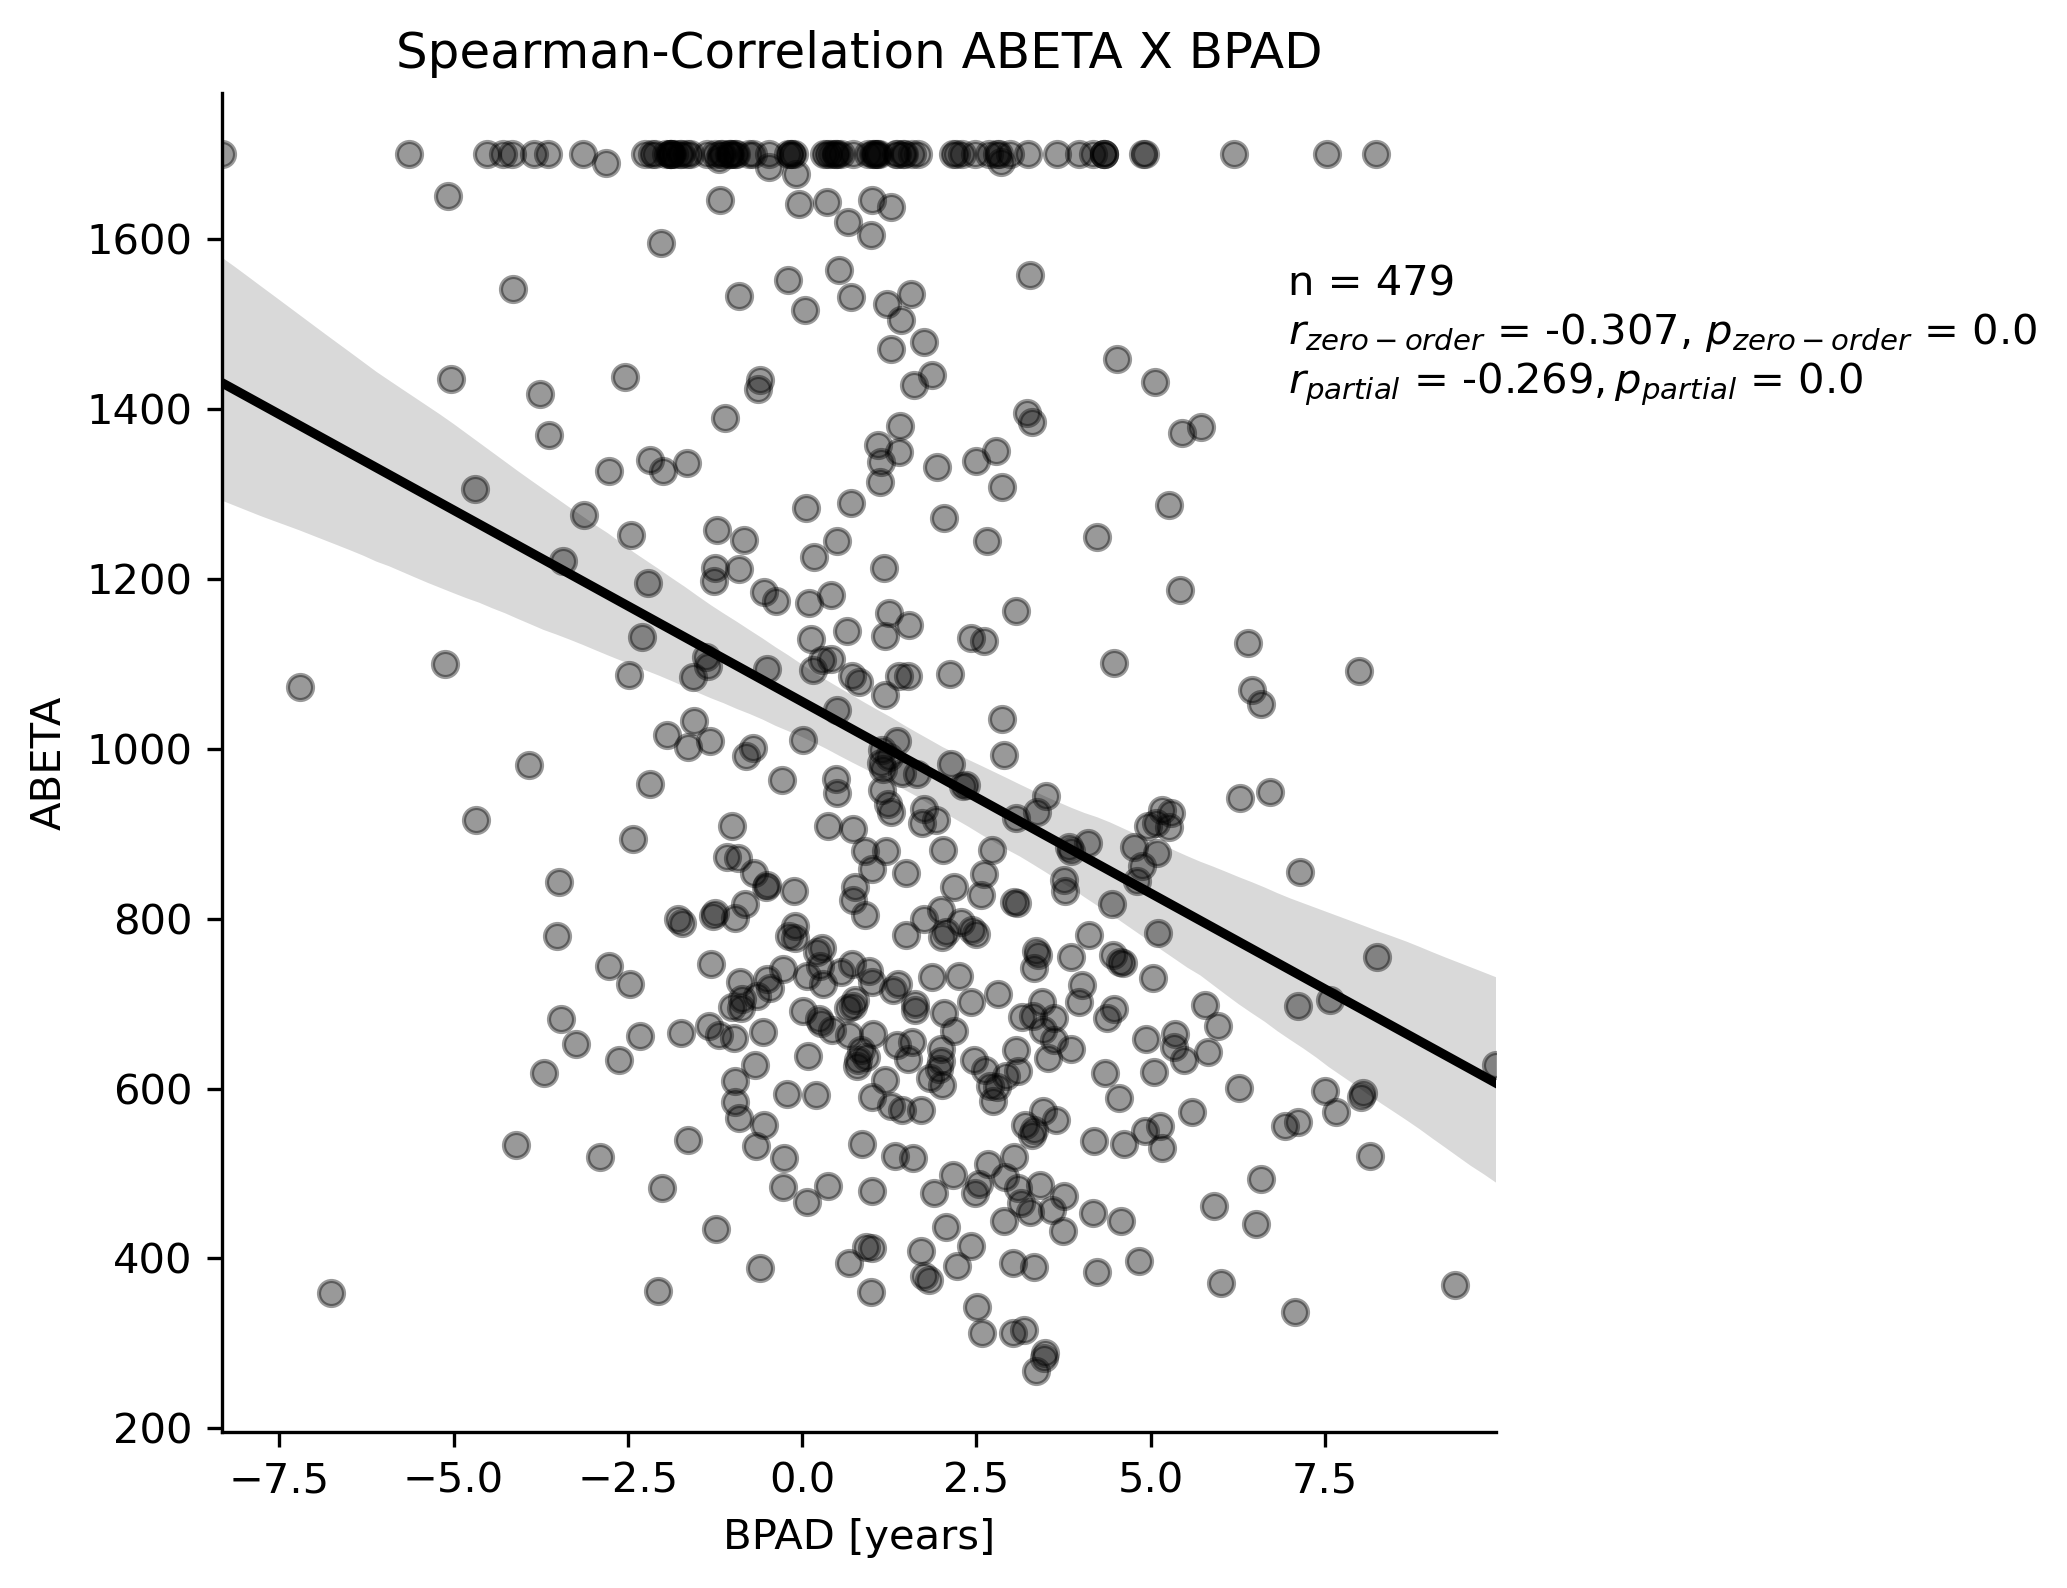 Spearman-Correlation ABETA X BPAD
n = 479
r_zero−order = -0.307, p_zero−order = 0.0
r_partial = -0.269, p_partial = 0.0
ABETA
1600
1400
1200
1000
800
600
400
200
−7.5 −5.0 −2.5 0.0 2.5 5.0 7.5
BPAD [years]